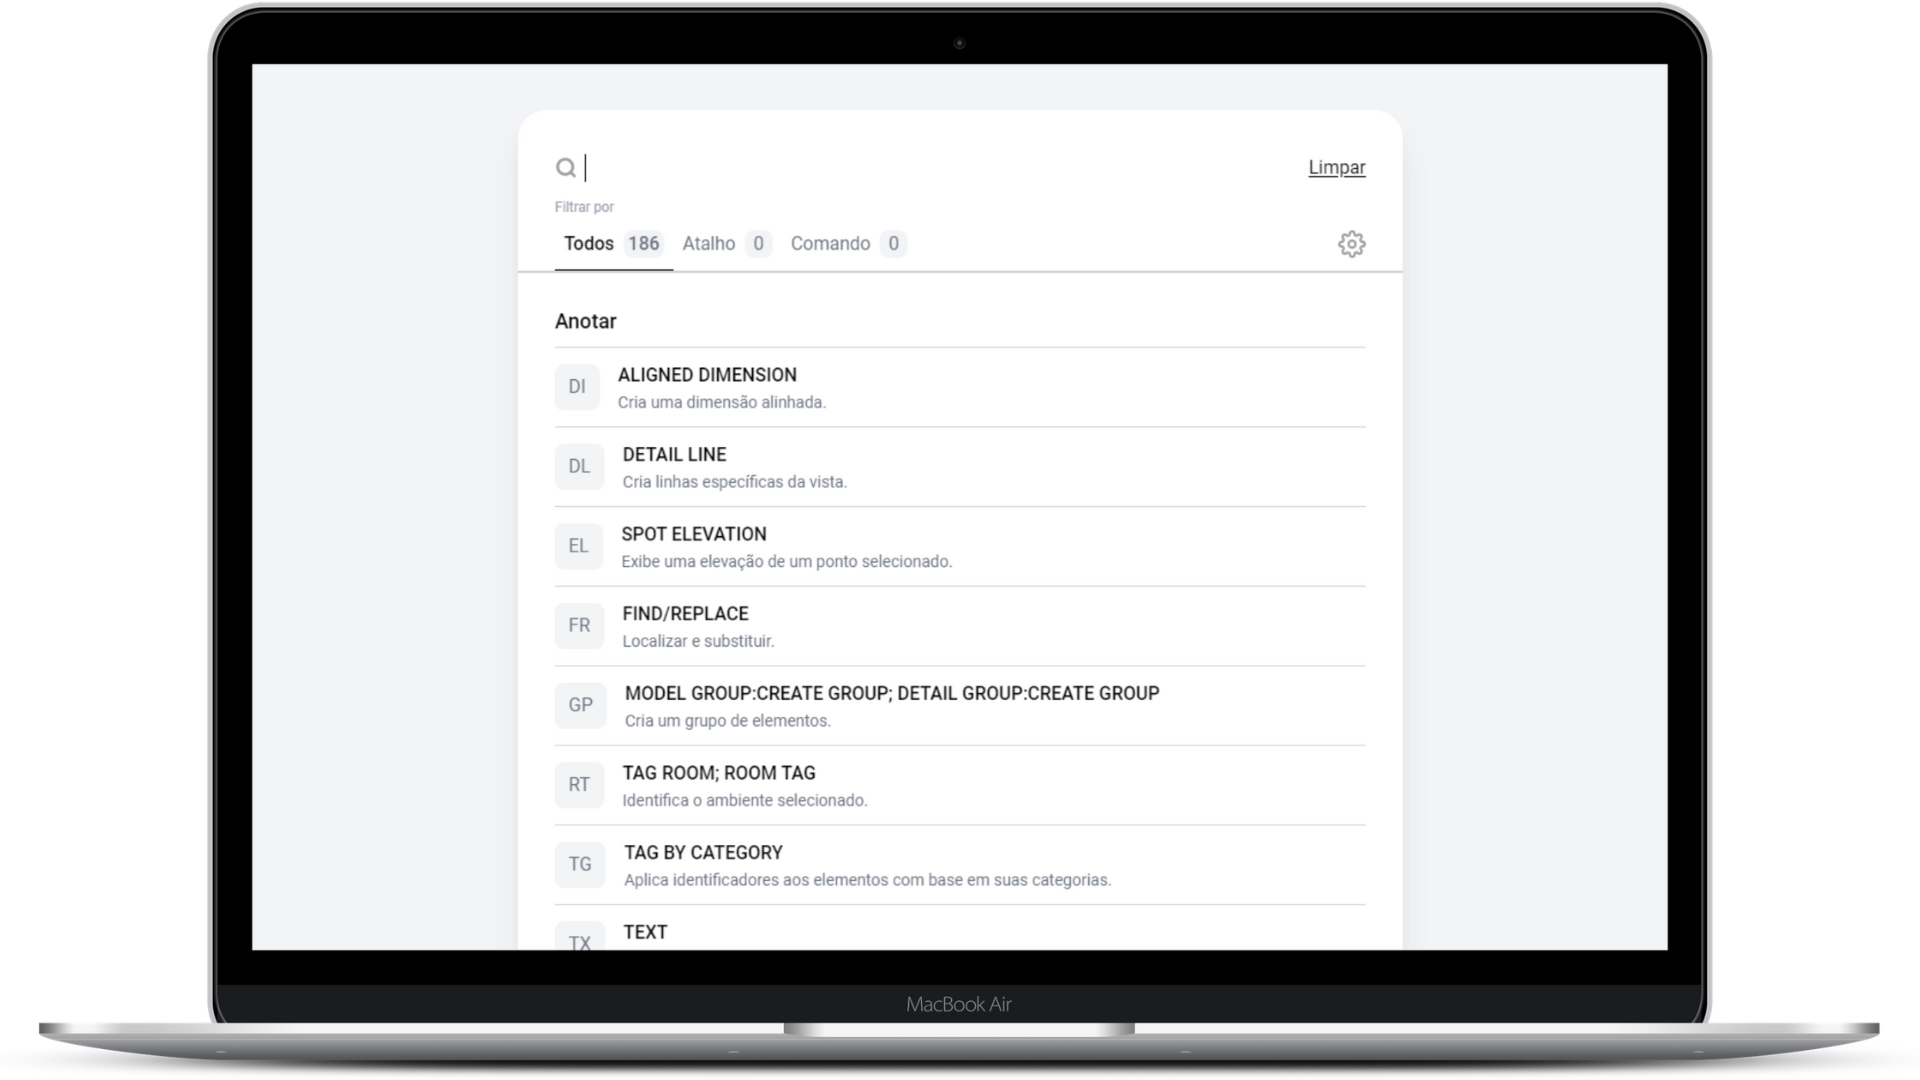 Limpar
Filtrar por
Todos 186 Atalho 0 Comando 0
Anotar
DI
ALIGNED DIMENSION
Cria uma dimensão alinhada.
DL
DETAIL LINE
Cria linhas específicas da vista.
EL
SPOT ELEVATION
Exibe uma elevação de um ponto selecionado.
FR
FIND/REPLACE
Localizar e substituir.
GP
MODEL GROUP:CREATE GROUP; DETAIL GROUP:CREATE GROUP
Cria um grupo de elementos.
RT
TAG ROOM; ROOM TAG
Identifica o ambiente selecionado.
TG
TAG BY CATEGORY
Aplica identificadores aos elementos com base em suas categorias.
TX
TEXT
MacBook Air